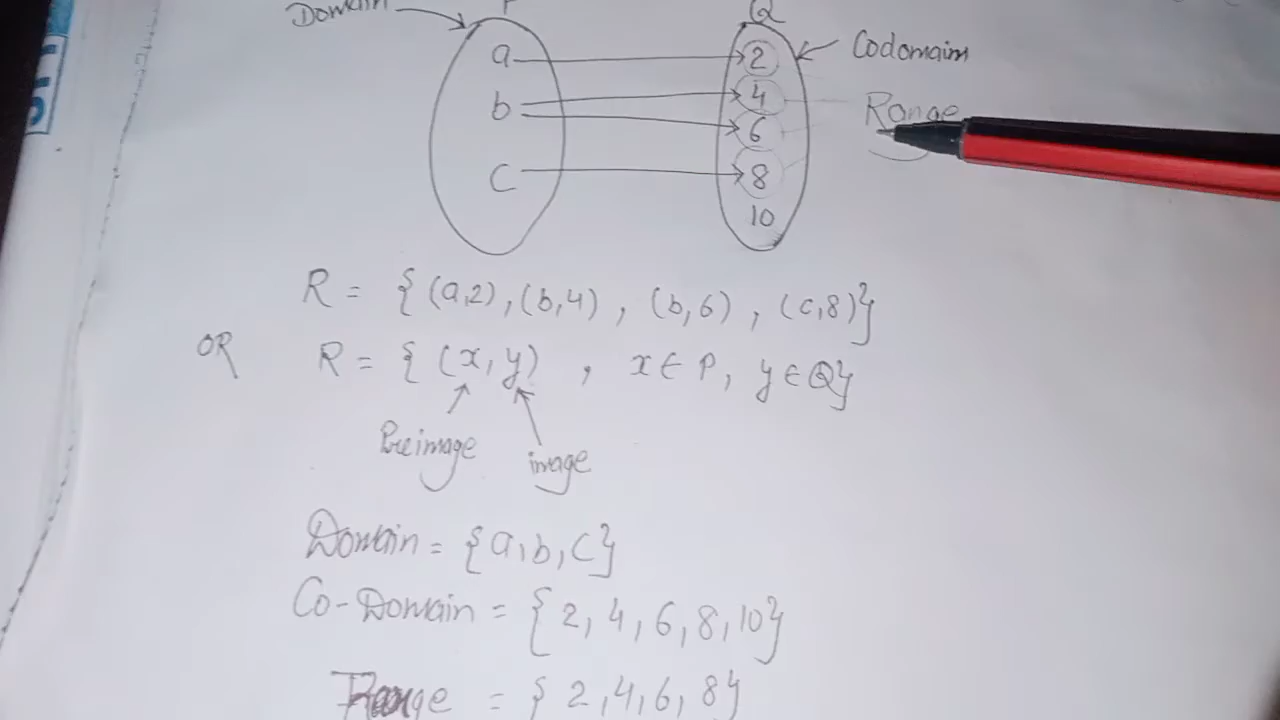 Domain
Q
a 2 Codomain
b 4 Range
6
c 8
10
R = {(a,2), (b,4), (b,6), (c,8)}
OR R = {(x,y), x ∈ P, y ∈ Q}
Preimage image
Domain = {a,b,c}
Co-Domain = {2,4,6,8,10}
Range = {2,4,6,8}